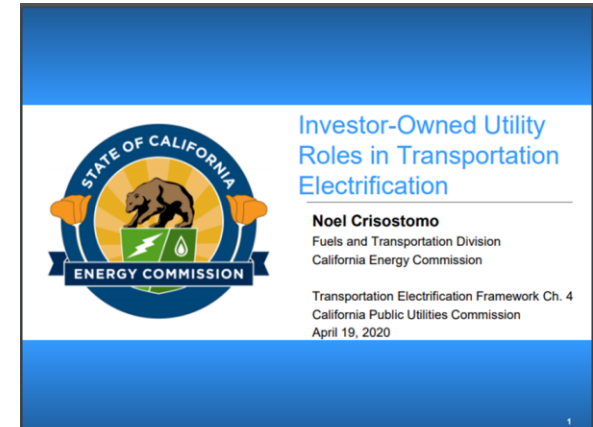 STATE OF CALIFORNIA
ENERGY COMMISSION
Investor-Owned Utility
Roles in Transportation
Electrification
Noel Crisostomo
Fuels and Transportation Division
California Energy Commission
Transportation Electrification Framework Ch. 4
California Public Utilities Commission
April 19, 2020
1